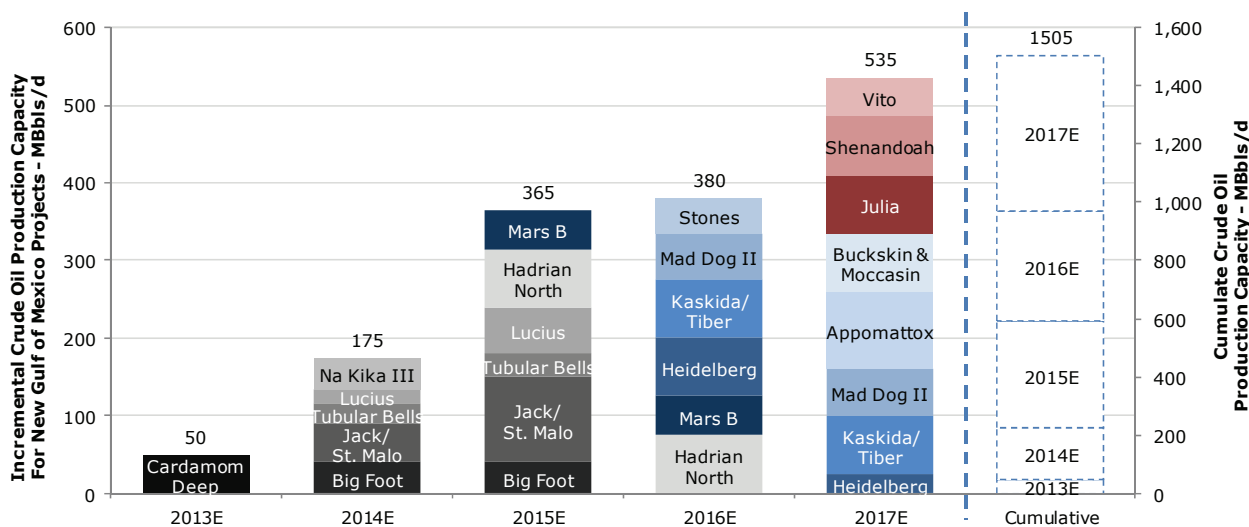 Incremental Crude Oil Production Capacity
For New Gulf of Mexico Projects - MBbls/d
600
500
400
300
200
100
0
50
Cardamom
Deep
2013E
175
Na Kika III
Lucius
Tubular Bells
Jack/
St. Malo
Big Foot
2014E
365
Mars B
Hadrian
North
Lucius
Tubular Bells
Jack/
St. Malo
Big Foot
2015E
380
Stones
Mad Dog II
Kaskida/
Tiber
Heidelberg
Mars B
Hadrian
North
2016E
535
Vito
Shenandoah
Julia
Buckskin &
Moccasin
Appomattox
Mad Dog II
Kaskida/
Tiber
Heidelberg
2017E
1505
2017E
2016E
2015E
2014E
2013E
Cumulative
1,600
1,400
1,200
1,000
800
600
400
200
0
Cumulate Crude Oil
Production Capacity - MBbls/d